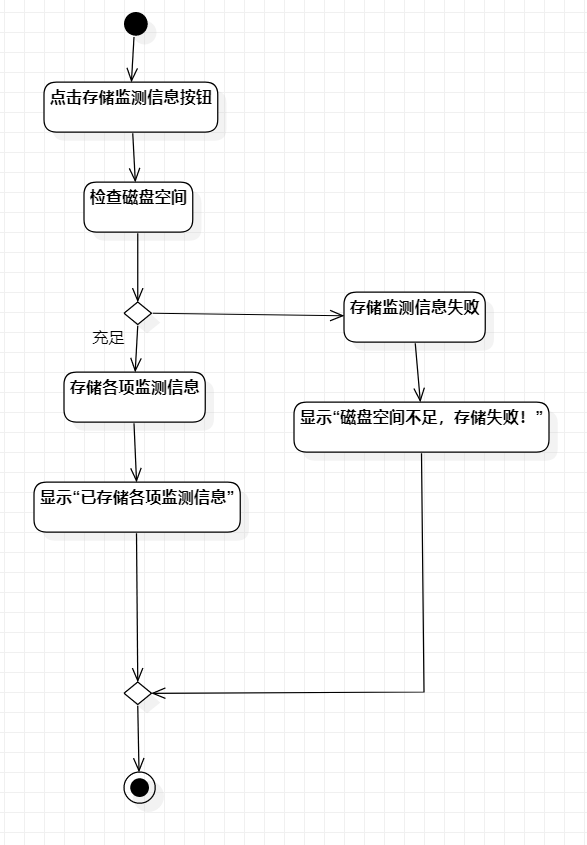 点击存储监测信息按钮
检查磁盘空间
存储监测信息失败
充足
存储各项监测信息
显示“磁盘空间不足，存储失败！”
显示“已存储各项监测信息”